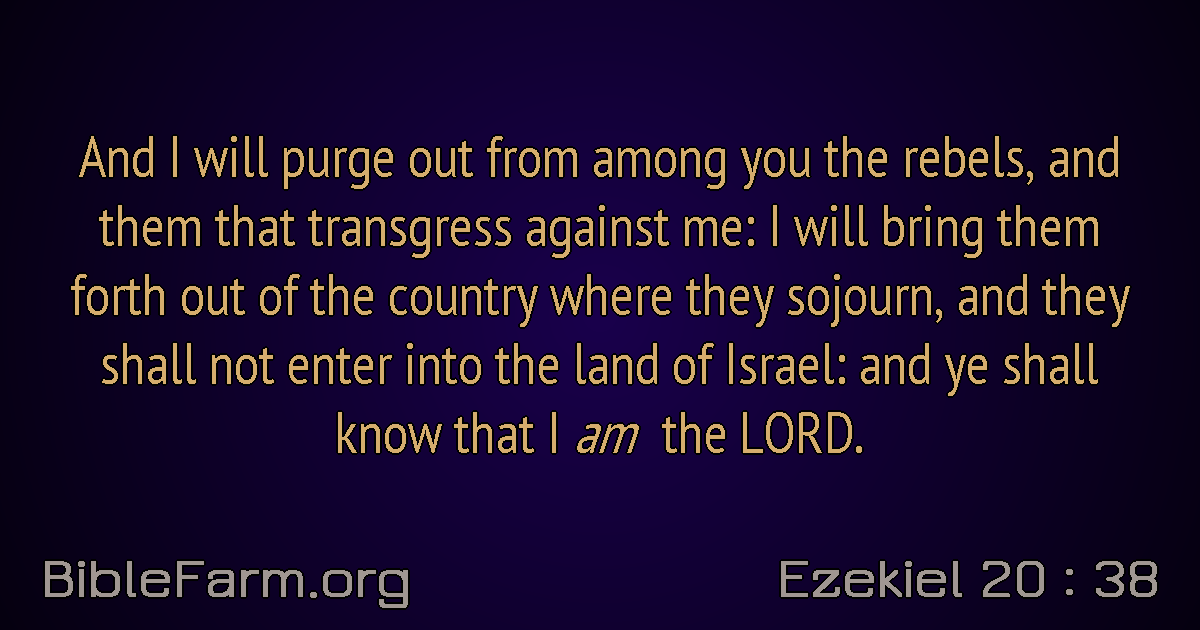 And I will purge out from among you the rebels, and
them that transgress against me: I will bring them
forth out of the country where they sojourn, and they
shall not enter into the land of Israel: and ye shall
know that I am the LORD.
BibleFarm.org
Ezekiel 20 : 38